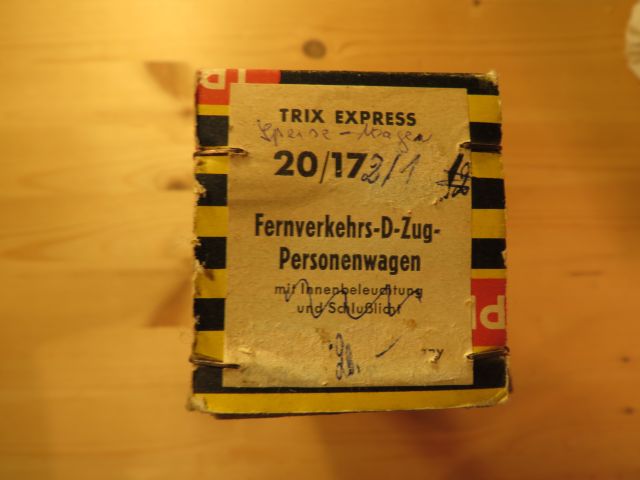 TRIX EXPRESS
Speise-Wagen
20/172/1
Fernverkehrs-D-Zug-
Personenwagen
mit Innenbeleuchtung
und Schlußlicht